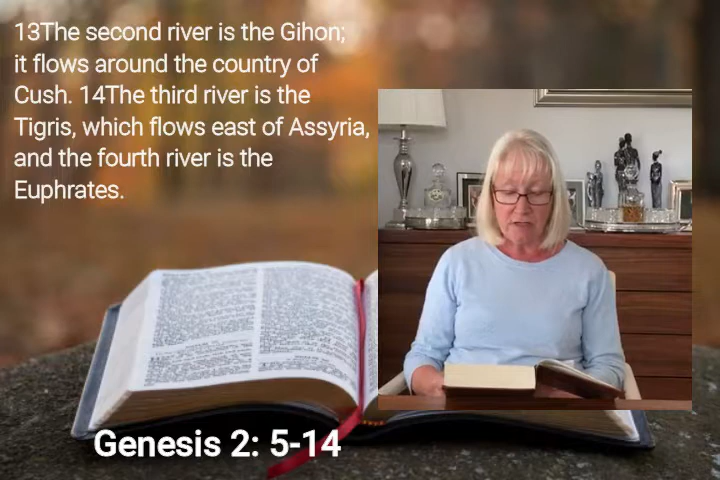 13The second river is the Gihon;
it flows around the country of
Cush. 14The third river is the
Tigris, which flows east of Assyria,
and the fourth river is the
Euphrates.
Genesis 2: 5-14